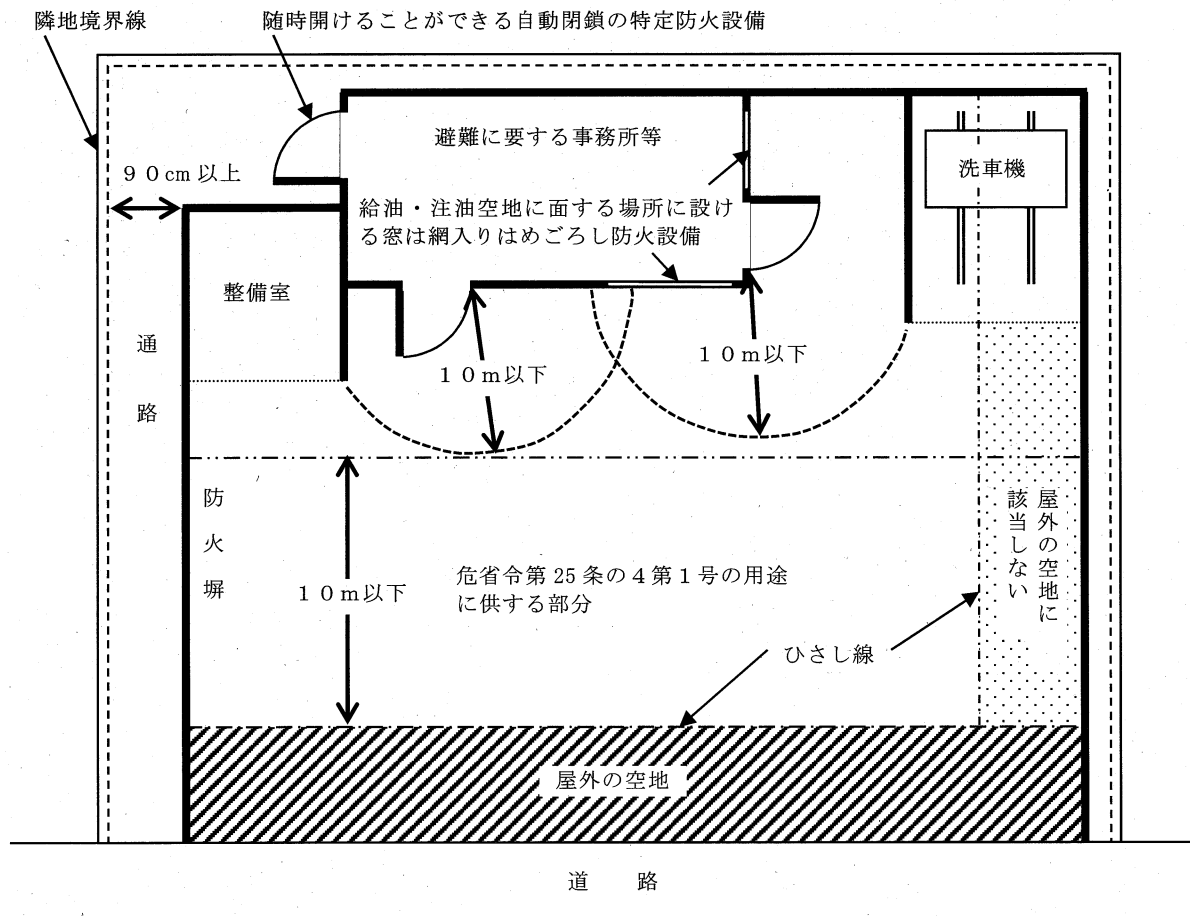 隣地境界線
随時開けることができる自動閉鎖の特定防火設備
避難に要する事務所等
洗車機
９０cm 以上
給油・注油空地に面する場所に設け
る窓は網入りはめごろし防火設備
整備室
通路
１０ｍ以下
１０ｍ以下
防火塀
屋外の空地に
該当しない
１０ｍ以下
危省令第 25 条の４第１号の用途
に供する部分
ひさし線
屋外の空地
道　路